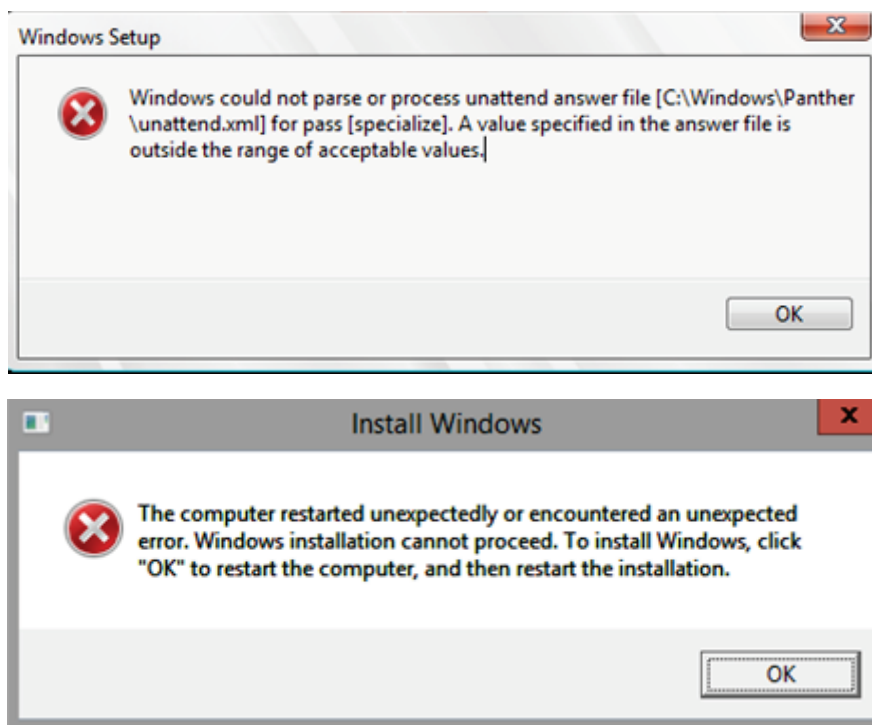 Windows Setup
Windows could not parse or process unattend answer file [C:\Windows\Panther
\unattend.xml] for pass [specialize]. A value specified in the answer file is
outside the range of acceptable values.
OK
Install Windows
The computer restarted unexpectedly or encountered an unexpected
error. Windows installation cannot proceed. To install Windows, click
"OK" to restart the computer, and then restart the installation.
OK